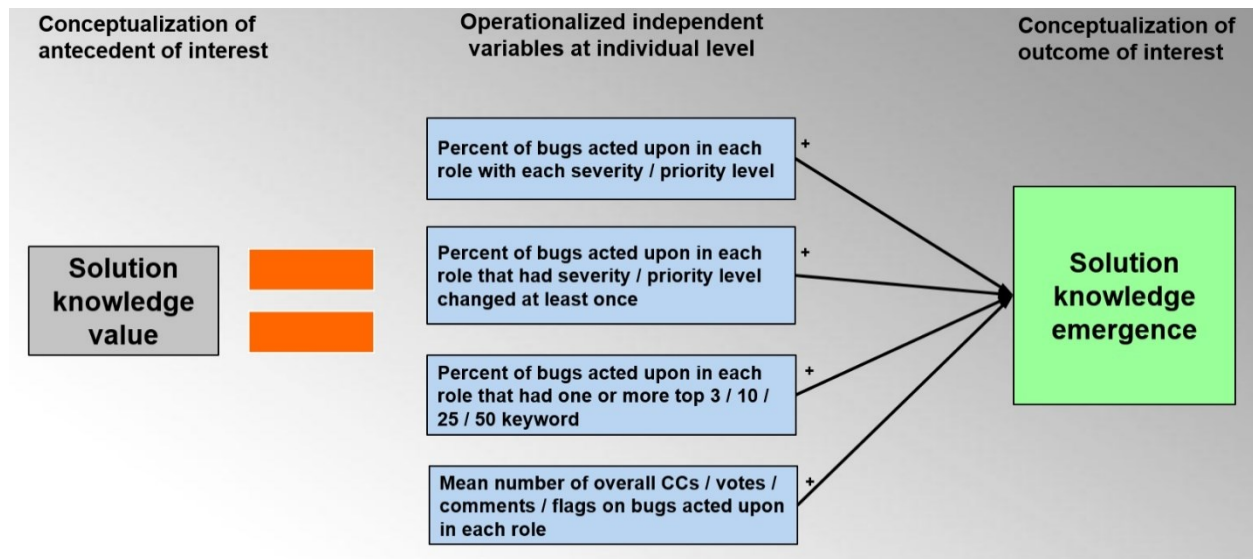 Conceptualization of
antecedent of interest
Operationalized independent
variables at individual level
Conceptualization of
outcome of interest
Percent of bugs acted upon in each
role with each severity / priority level
+
Percent of bugs acted upon in each
role that had severity / priority level
changed at least once
+
Solution
knowledge
value
Solution
knowledge
emergence
Percent of bugs acted upon in each
role that had one or more top 3 / 10 /
25 / 50 keyword
+
Mean number of overall CCs / votes /
comments / flags on bugs acted upon
in each role
+